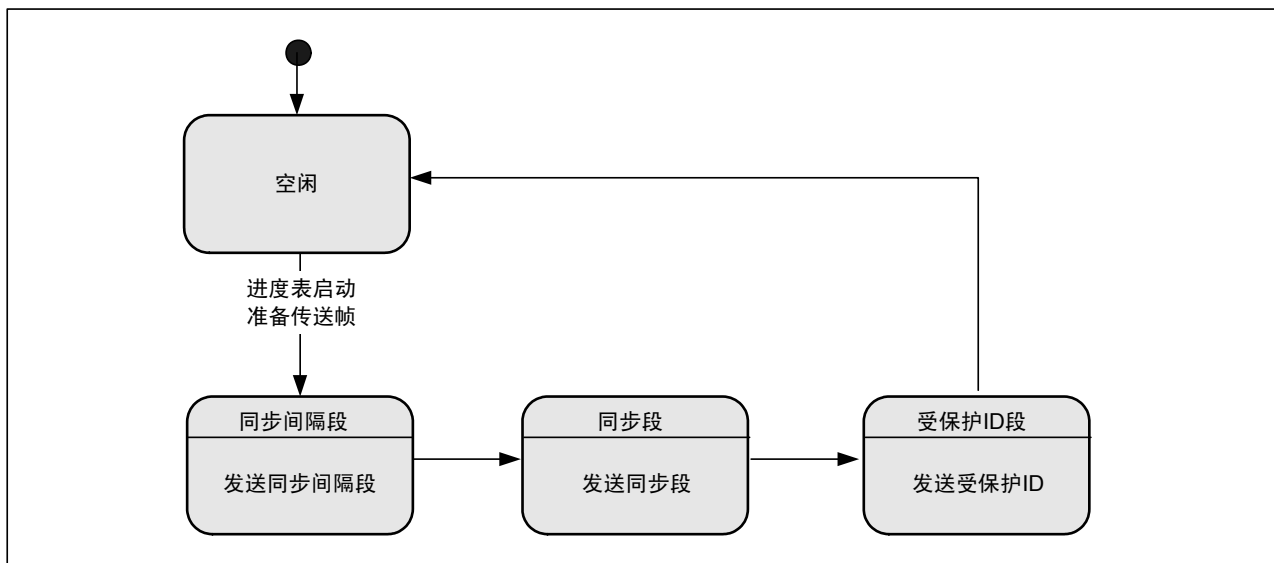 空闲
进度表启动
准备传送帧
同步间隔段
发送同步间隔段
同步段
发送同步段
受保护ID段
发送受保护ID